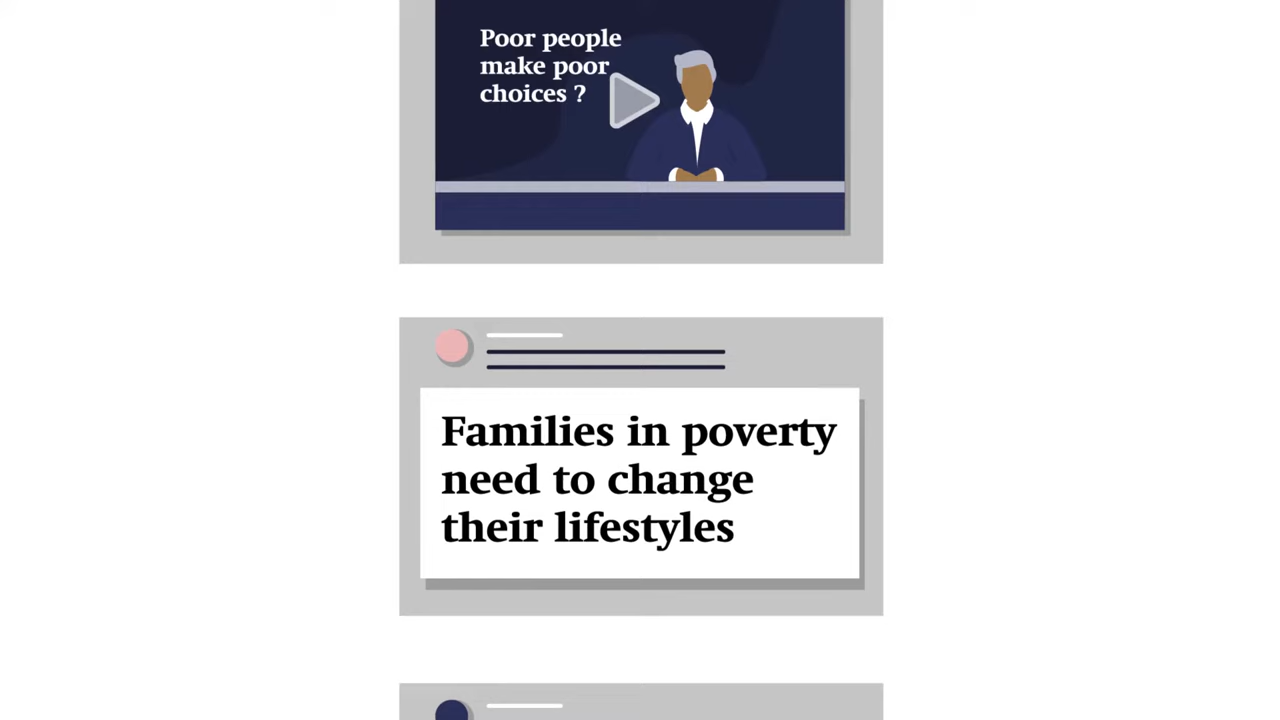 Poor people
make poor
choices ?
Families in poverty
need to change
their lifestyles